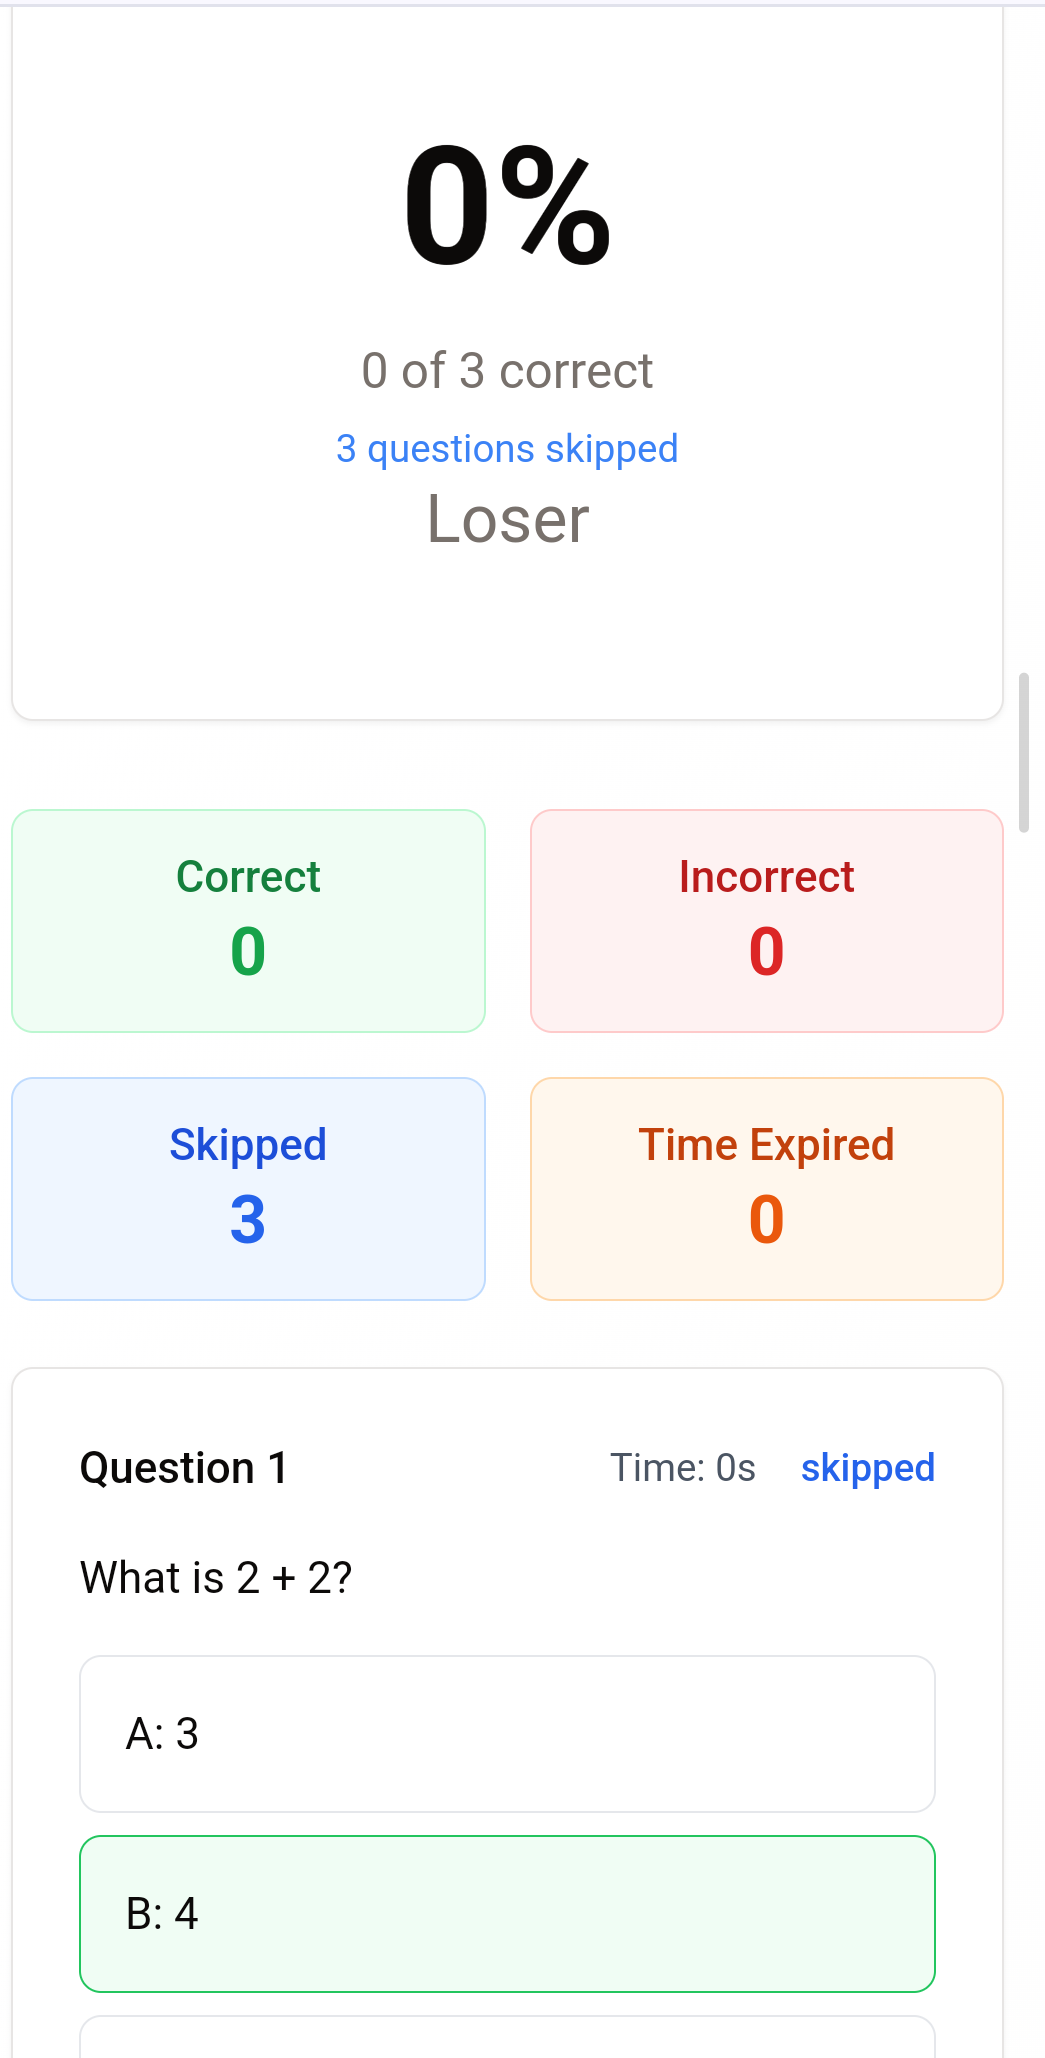 0%
0 of 3 correct
3 questions skipped
Loser
Correct
0
Incorrect
0
Skipped
3
Time Expired
0
Question 1
Time: 0s
skipped
What is 2 + 2?
A: 3
B: 4